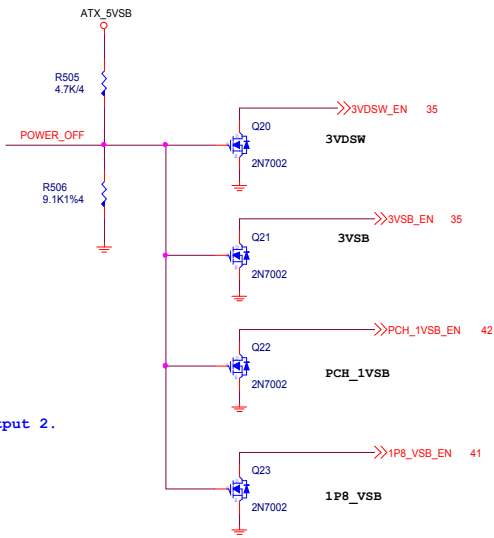 ATX_5VSB
R505
4.7K/4
POWER_OFF
R506
9.1K1%4
Q20
2N7002
3VDSW_EN 35
3VDSW
Q21
2N7002
3VSB_EN 35
3VSB
Q22
2N7002
PCH_1VSB_EN 42
PCH_1VSB
put 2.
Q23
2N7002
1P8_VSB_EN 41
1P8_VSB